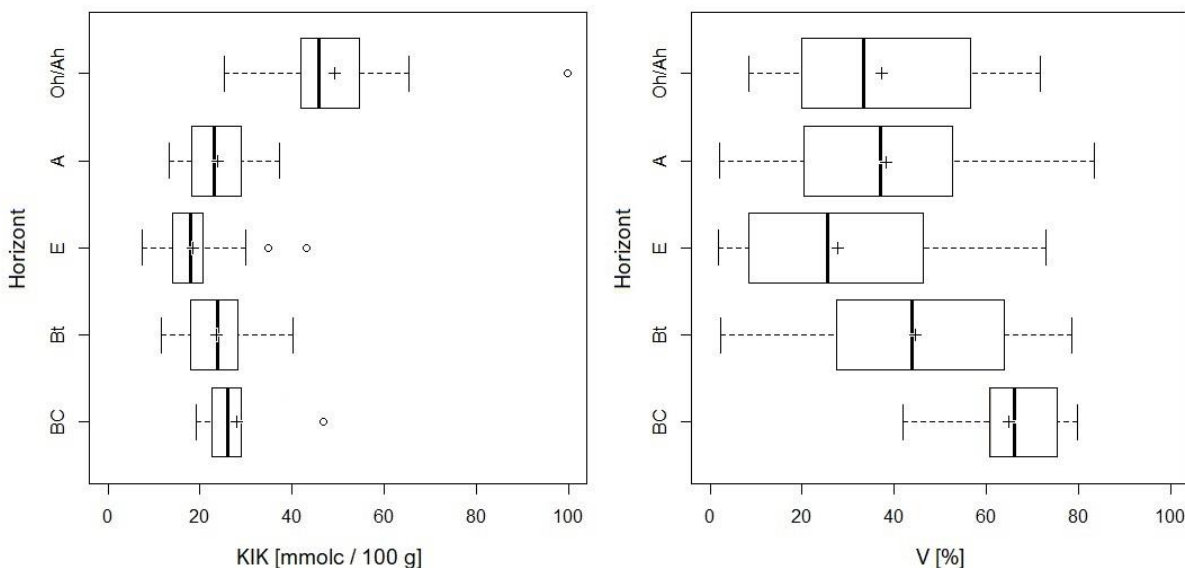 Horizont
Oh/Ah
A
E
Bt
BC
0 20 40 60 80 100
KIK [mmolc / 100 g]
Horizont
Oh/Ah
A
E
Bt
BC
0 20 40 60 80 100
V [%]